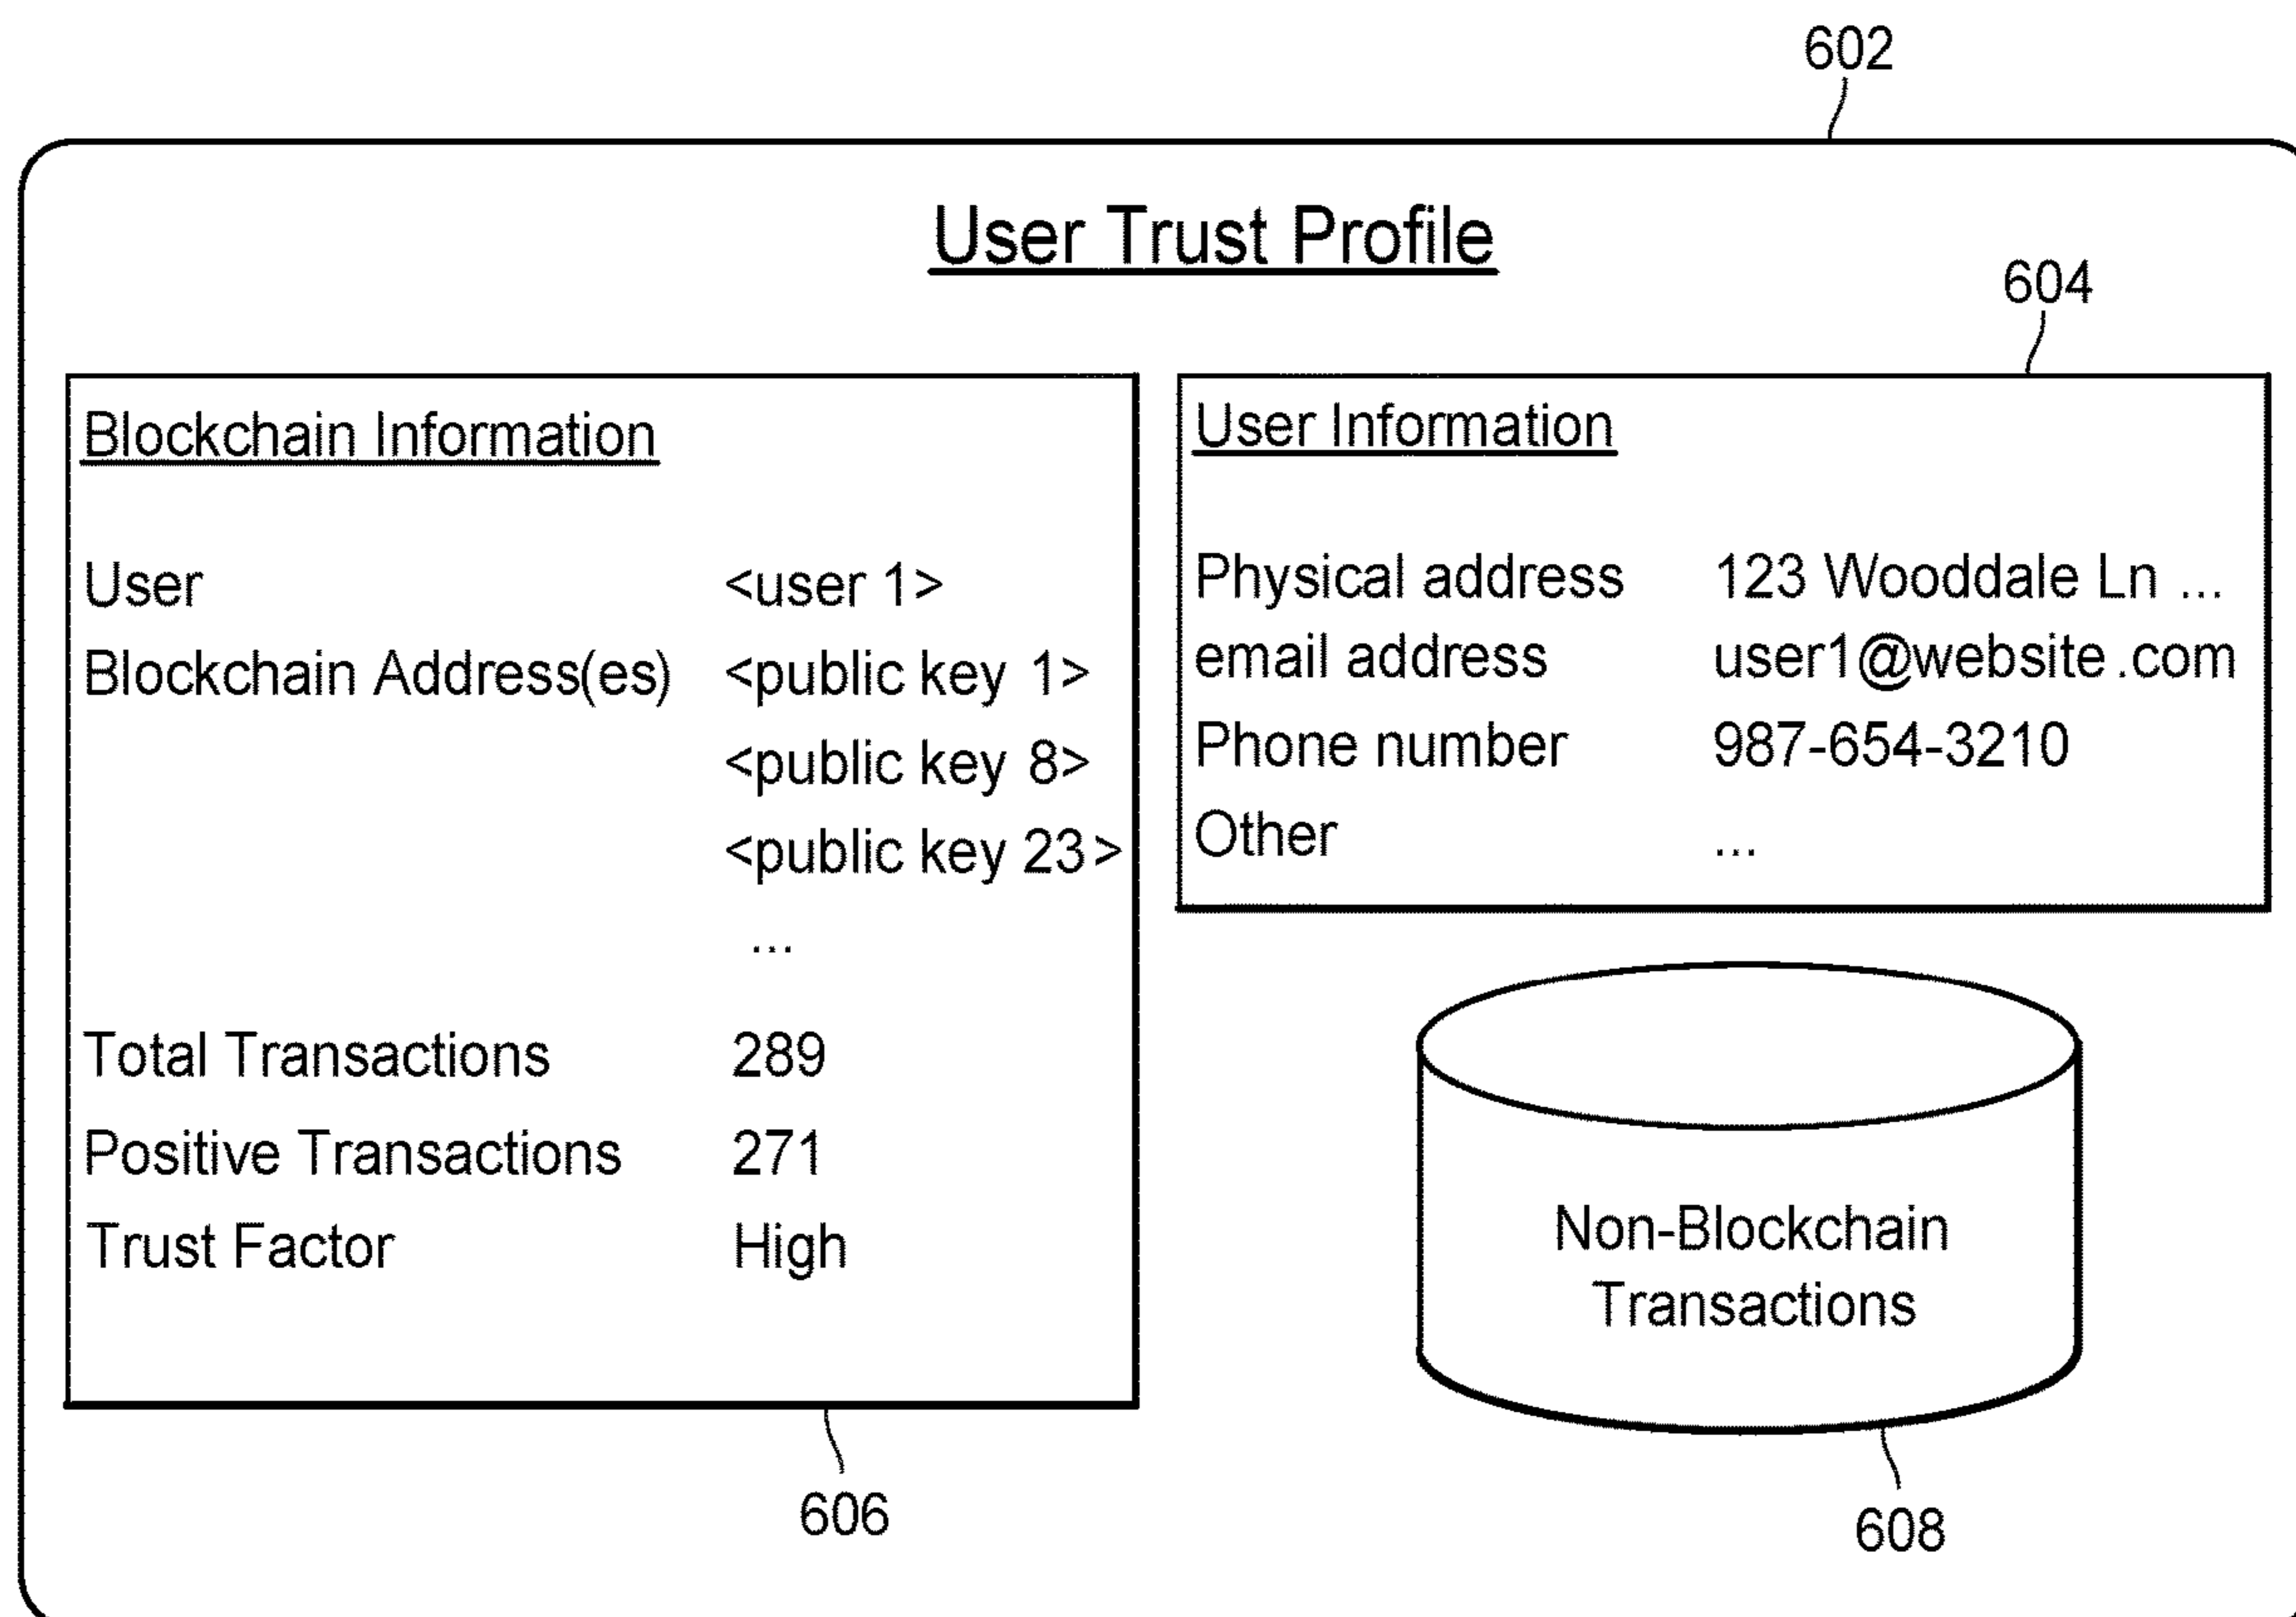 602
User Trust Profile
604
Blockchain Information
User <user 1>
Blockchain Address(es) <public key 1>
<public key 8>
<public key 23>
...
Total Transactions 289
Positive Transactions 271
Trust Factor High
606
User Information
Physical address 123 Wooddale Ln ...
email address user1@website.com
Phone number 987-654-3210
Other ...
Non-Blockchain
Transactions
608